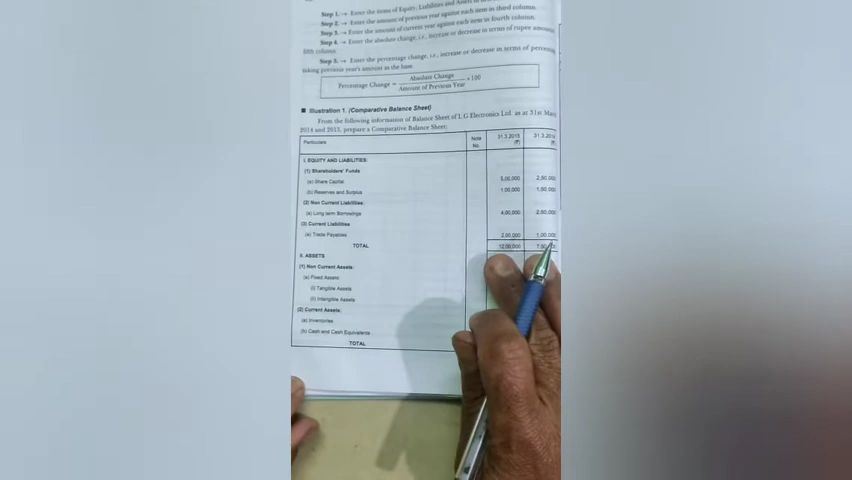 Step 1. → Enter the items of Equity, Liabilities and Assets in
Step 2. → Enter the amount of previous year against each item in third column.
Step 3. → Enter the amount of current year against each item in fourth column.
Step 4. → Enter the absolute change, i.e., increase or decrease in terms of rupee amount
fifth column.
Step 5. → Enter the percentage change, i.e., increase or decrease in terms of
taking previous year's amount as the base.
Percentage Change = Absolute Change / Amount of Previous Year × 100
■ Illustration 1. (Comparative Balance Sheet)
From the following information of Balance Sheet of L.G Electronics Ltd. as at 31st
2014 and 2015, prepare a Comparative Balance Sheet:
Particulars Note No. 31.3.2015 (₹) 31.3.201 (₹)
I. EQUITY AND LIABILITIES:
(1) Shareholders' Funds
(a) Share Capital 5,00,000 2,50,000
(b) Reserves and Surplus 1,00,000 1,50,000
(2) Non Current Liabilities:
(a) Long term Borrowings 4,00,000 2,50,000
(3) Current Liabilities
(a) Trade Payables 2,00,000 1,00,000
TOTAL 12,00,000
II. ASSETS
(1) Non Current Assets:
(a) Fixed Assets:
(i) Tangible Assets
(ii) Intangible Assets
(2) Current Assets:
(a) Inventories
(b) Cash and Cash Equivalents
TOTAL